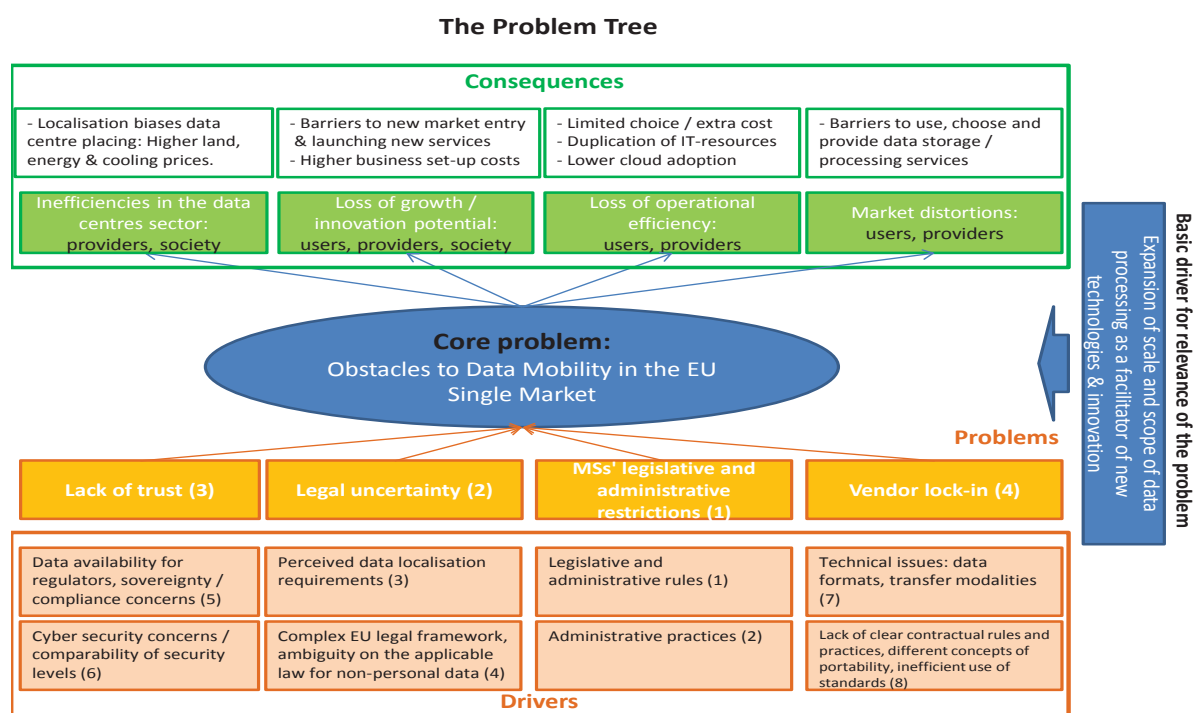 The Problem Tree
Consequences
- Localisation biases data
centre placing: Higher land,
energy & cooling prices.
- Barriers to new market entry
& launching new services
- Higher business set-up costs
- Limited choice / extra cost
- Duplication of IT-resources
- Lower cloud adoption
- Barriers to use, choose and
provide data storage /
processing services
Inefficiencies in the data
centres sector:
providers, society
Loss of growth /
innovation potential:
users, providers, society
Loss of operational
efficiency:
users, providers
Market distortions:
users, providers
Core problem:
Obstacles to Data Mobility in the EU
Single Market
Basic driver for relevance of the problem
Expansion of scale and scope of data
processing as a facilitator of new
technologies & innovation
Problems
Lack of trust (3)
Legal uncertainty (2)
MSs' legislative and
administrative
restrictions (1)
Vendor lock-in (4)
Data availability for
regulators, sovereignty /
compliance concerns (5)
Perceived data localisation
requirements (3)
Legislative and
administrative rules (1)
Technical issues: data
formats, transfer modalities
(7)
Cyber security concerns /
comparability of security
levels (6)
Complex EU legal framework,
ambiguity on the applicable
law for non-personal data (4)
Administrative practices (2)
Lack of clear contractual rules and
practices, different concepts of
portability, inefficient use of
standards (8)
Drivers